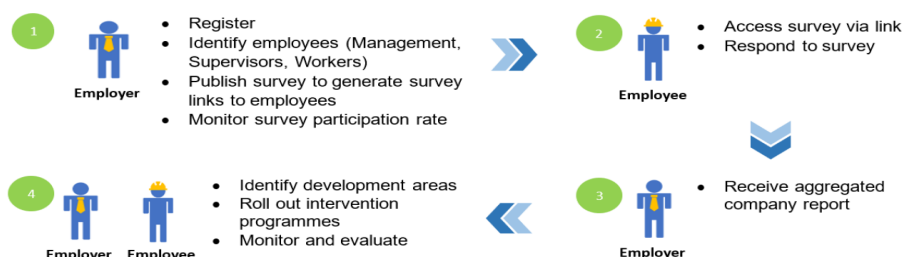 1
• Register
• Identify employees (Management,
Supervisors, Workers)
• Publish survey to generate survey
links to employees
• Monitor survey participation rate
Employer
2
• Access survey via link
• Respond to survey
Employee
3
• Receive aggregated
company report
Employer
4
• Identify development areas
• Roll out intervention
programmes
• Monitor and evaluate
Employer Employee